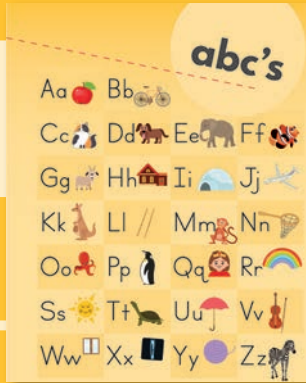 abc's
Aa Bb
Cc Dd Ee Ff
Gg Hh Ii Jj
Kk Ll Mm Nn
Oo Pp Qq Rr
Ss Tt Uu Vv
Ww Xx Yy Zz